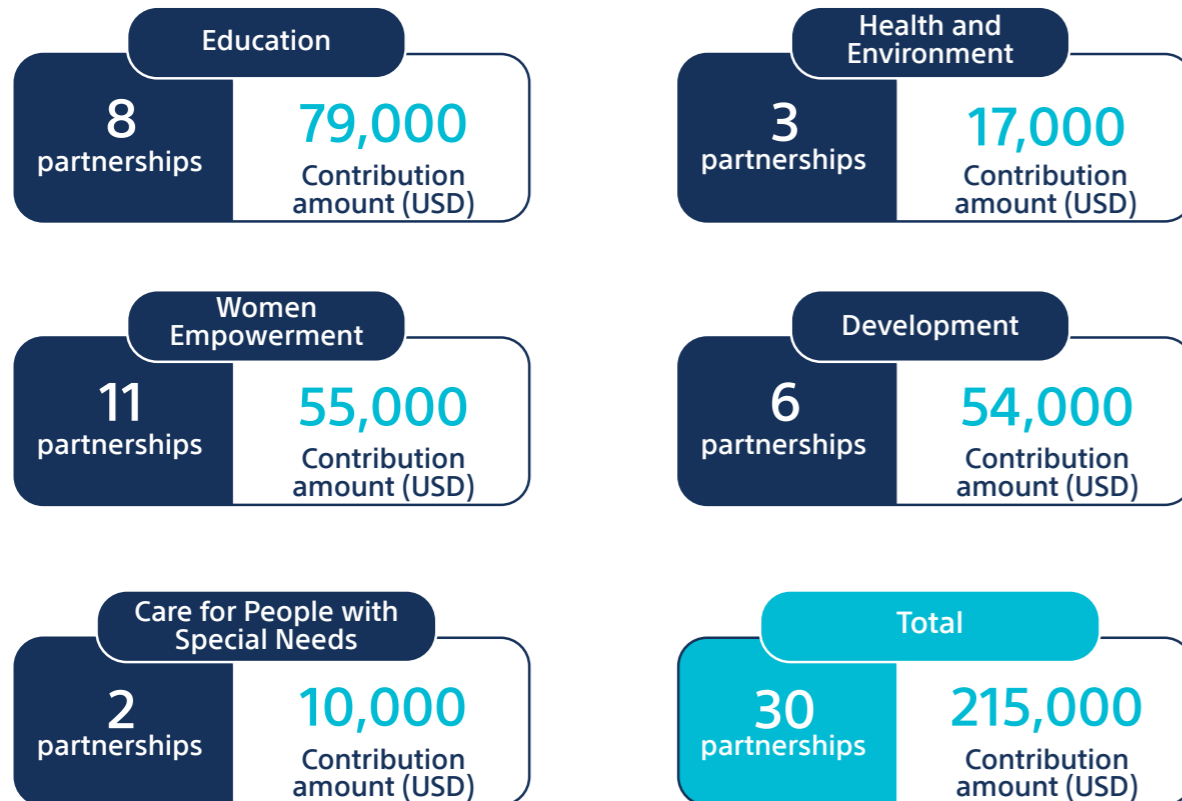 Education
8
partnerships
79,000
Contribution
amount (USD)
Health and
Environment
3
partnerships
17,000
Contribution
amount (USD)
Women
Empowerment
11
partnerships
55,000
Contribution
amount (USD)
Development
6
partnerships
54,000
Contribution
amount (USD)
Care for People with
Special Needs
2
partnerships
10,000
Contribution
amount (USD)
Total
30
partnerships
215,000
Contribution
amount (USD)